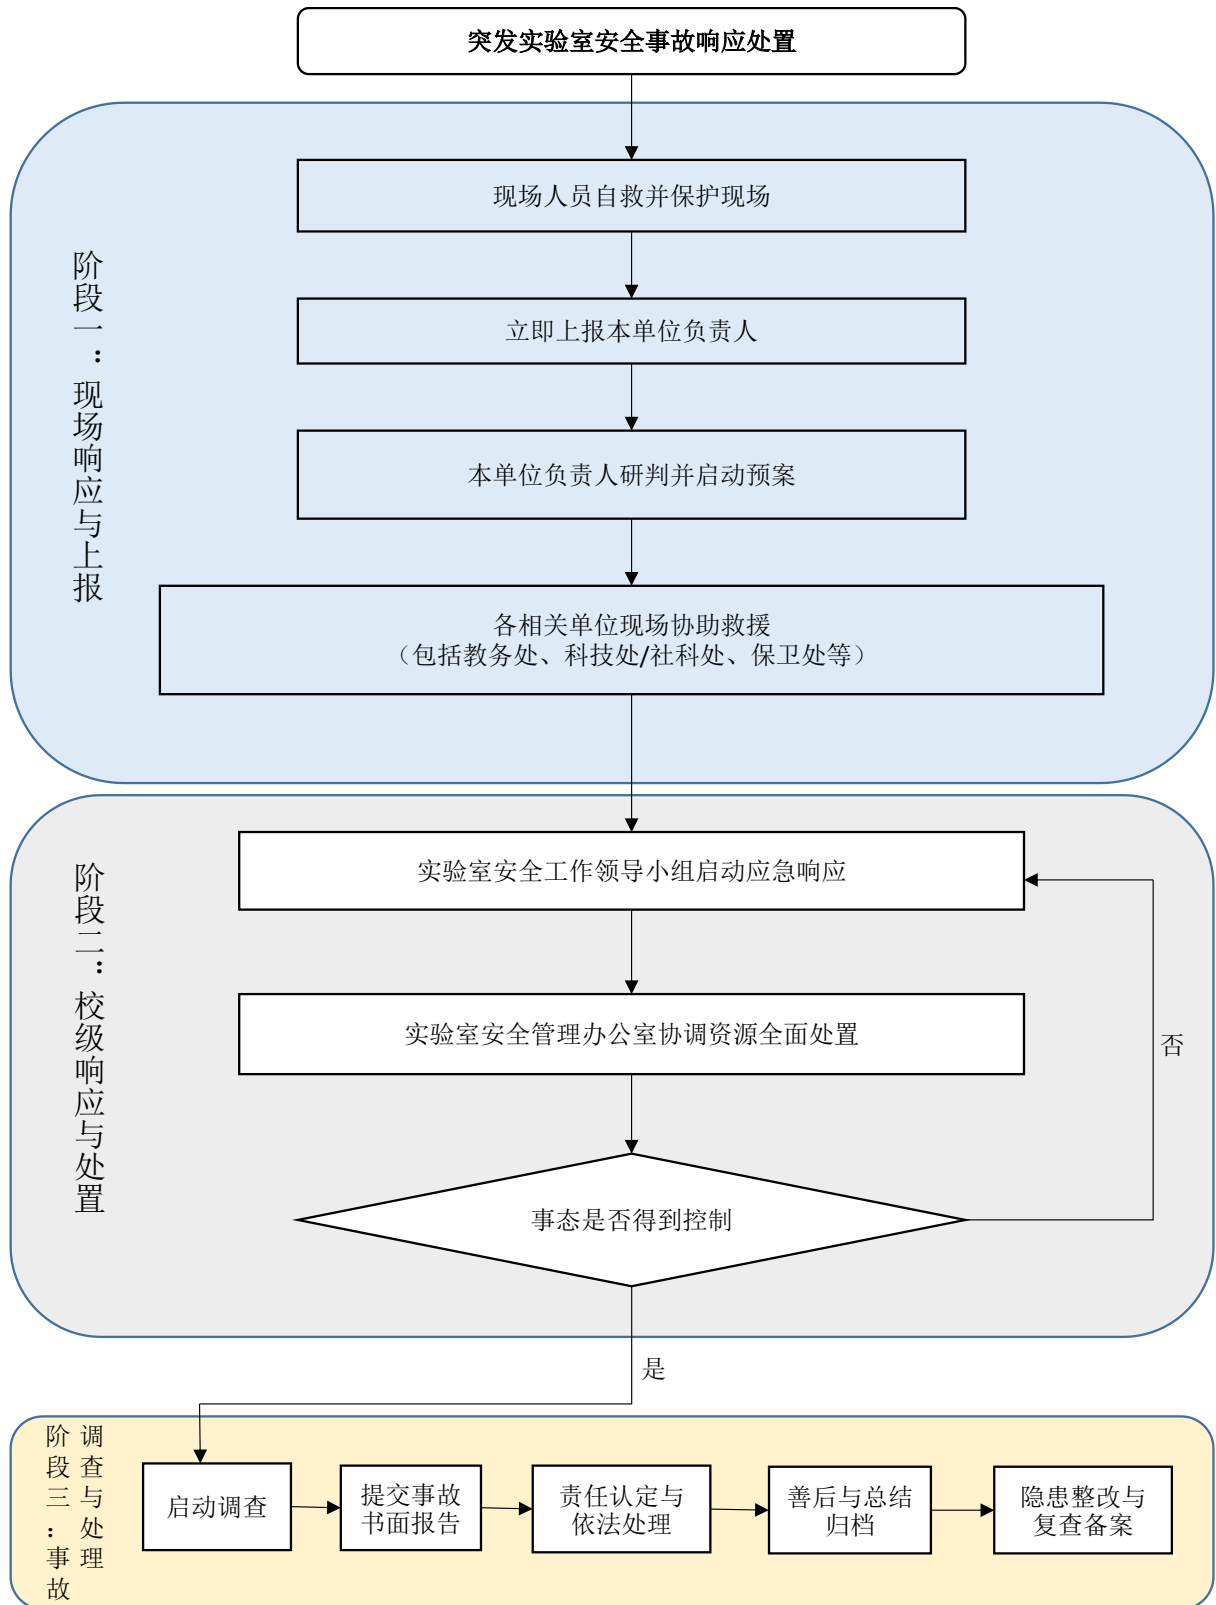 突发实验室安全事故响应处置
阶段一：现场响应与上报
现场人员自救并保护现场
立即上报本单位负责人
本单位负责人研判并启动预案
各相关单位现场协助救援
（包括教务处、科技处/社科处、保卫处等）
阶段二：校级响应与处置
实验室安全工作领导小组启动应急响应
实验室安全管理办公室协调资源全面处置
否
事态是否得到控制
是
阶段三：事故
调查与处理
启动调查
提交事故
书面报告
责任认定与
依法处理
善后与总结
归档
隐患整改与
复查备案